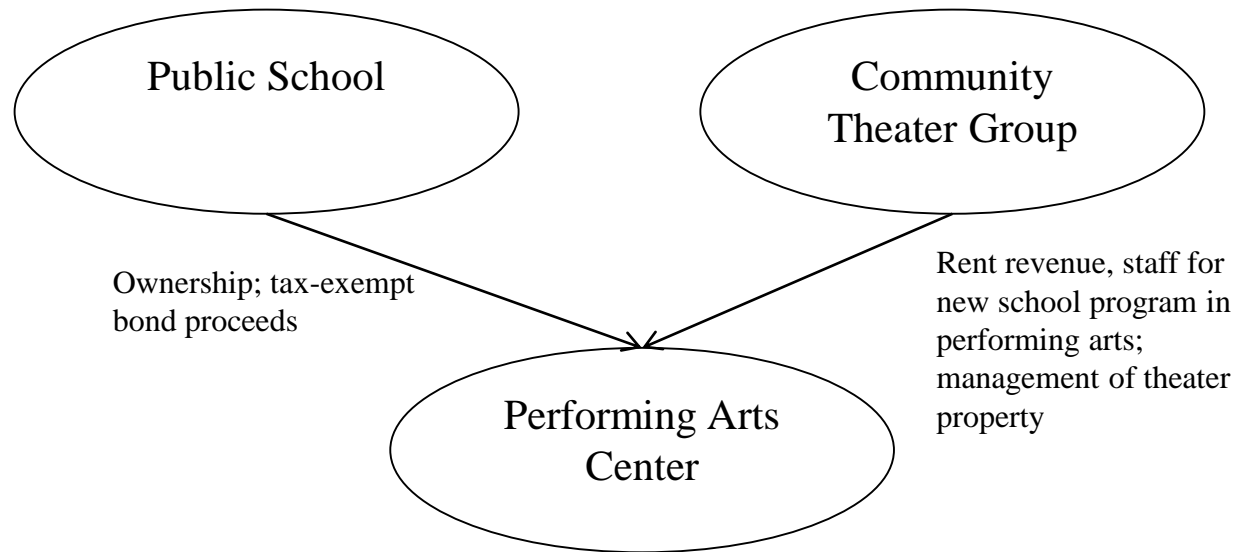 Public School
Community
Theater Group
Ownership; tax-exempt
bond proceeds
Rent revenue, staff for
new school program in
performing arts;
management of theater
property
Performing Arts
Center